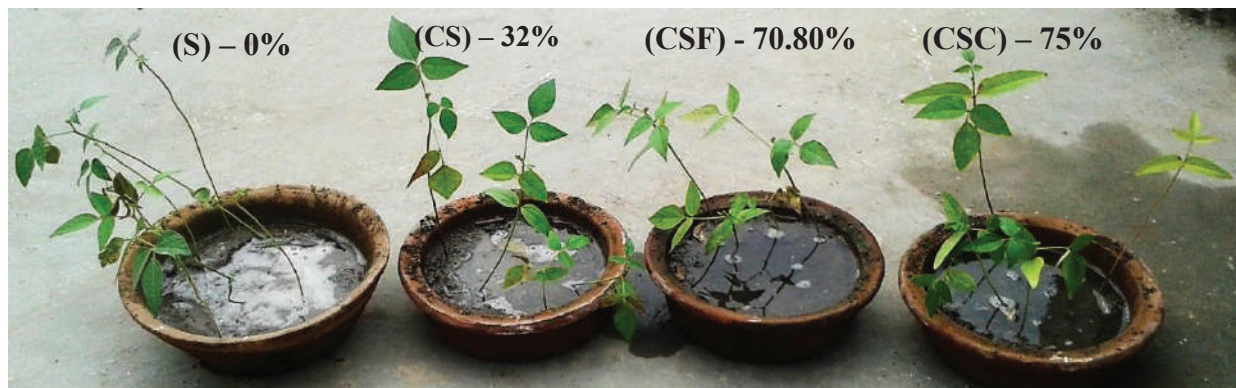 (S) – 0%
(CS) – 32%
(CSF) - 70.80%
(CSC) – 75%